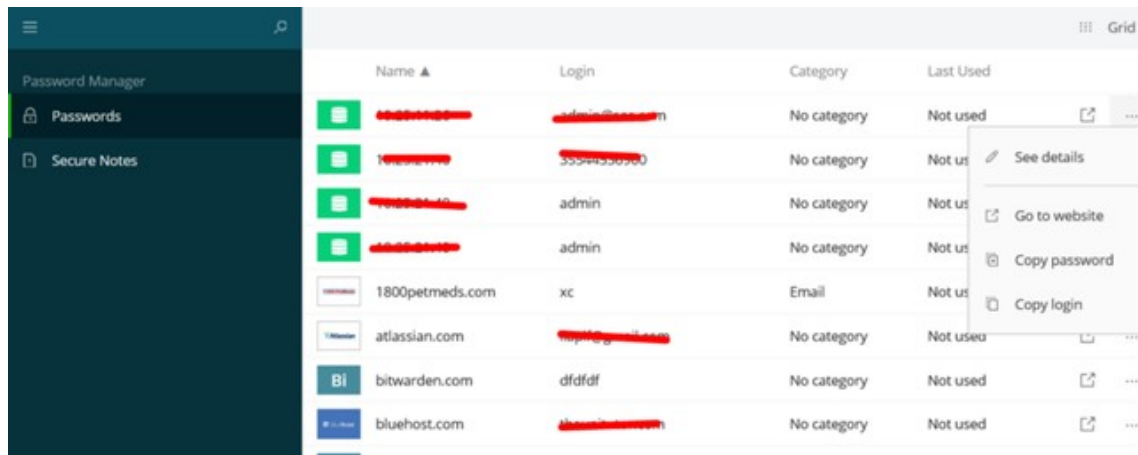 Grid
Password Manager
Passwords
Secure Notes
Name ▲ Login Category Last Used
No category Not used ...
No category Not us
admin No category Not us
admin No category Not us
1800petmeds.com xc Email Not us
atlassian.com No category Not used ...
Bi bitwarden.com dfdfdf No category Not used ...
bluehost.com No category Not used ...
See details
Go to website
Copy password
Copy login